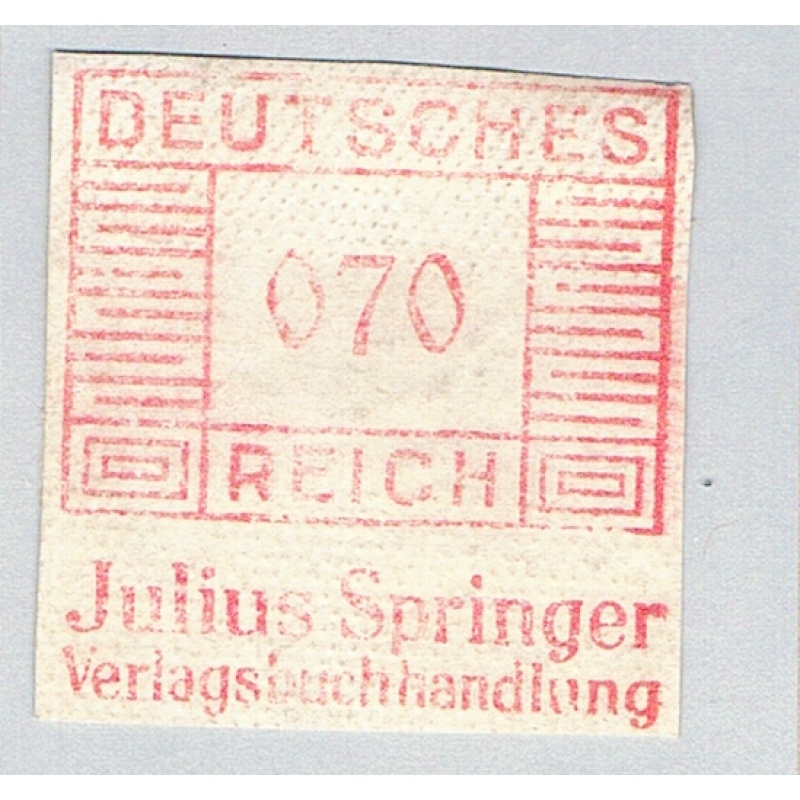 DEUTSCHES
070
REICH
Julius Springer
Verlagsbuchhandlung